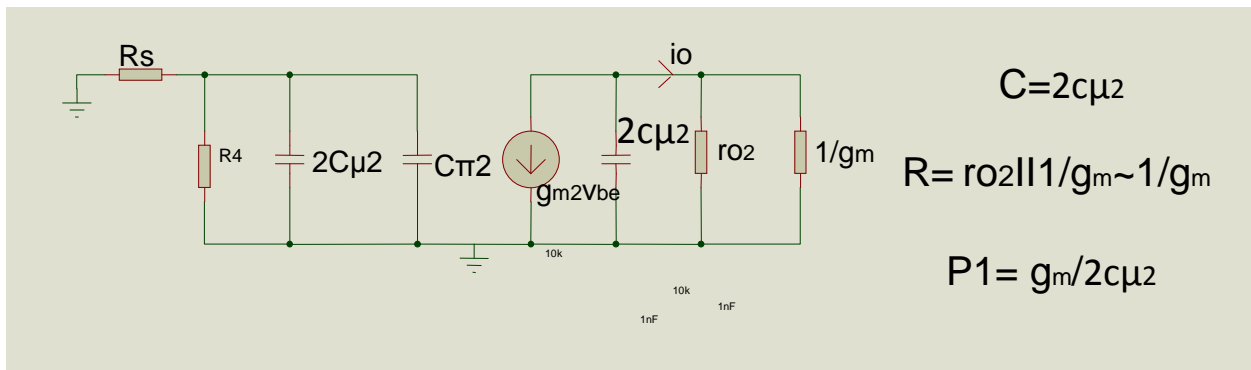 Rs
io
C=2cμ2
R4
2Cμ2
Cπ2
gm2Vbe
2cμ2
ro2
1/gm
R= ro2II1/gm~1/gm
10k
P1= gm/2cμ2
10k
1nF
1nF